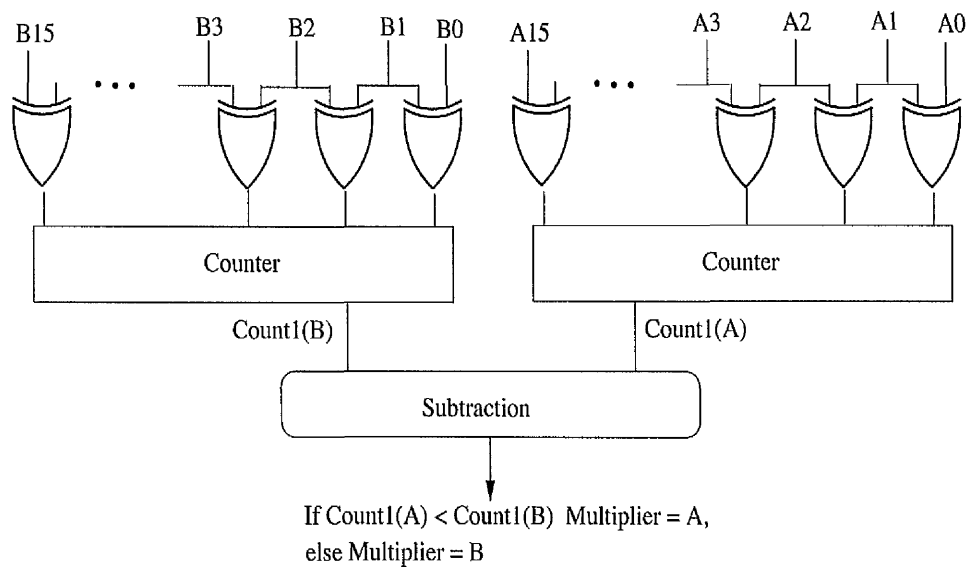 B15 B3 B2 B1 B0 A15 A3 A2 A1 A0
Counter Counter
Count1(B) Count1(A)
Subtraction
If Count1(A) < Count1(B) Multiplier = A,
else Multiplier = B